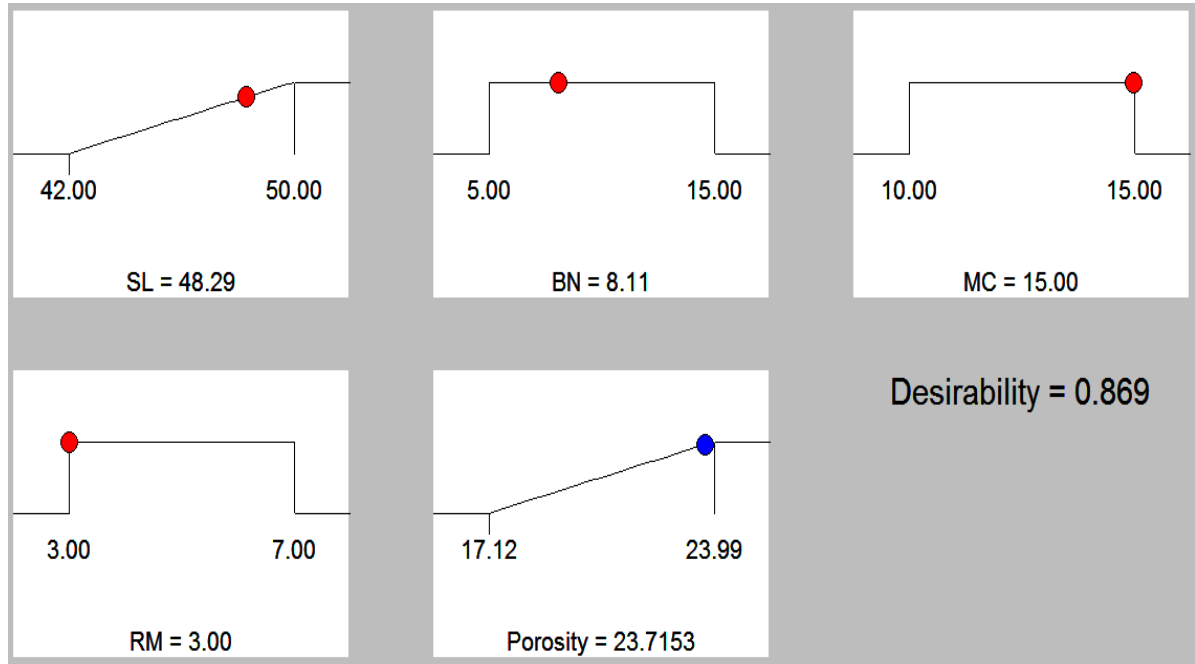 42.00 50.00
SL = 48.29
5.00 15.00
BN = 8.11
10.00 15.00
MC = 15.00
3.00 7.00
RM = 3.00
17.12 23.99
Porosity = 23.7153
Desirability = 0.869